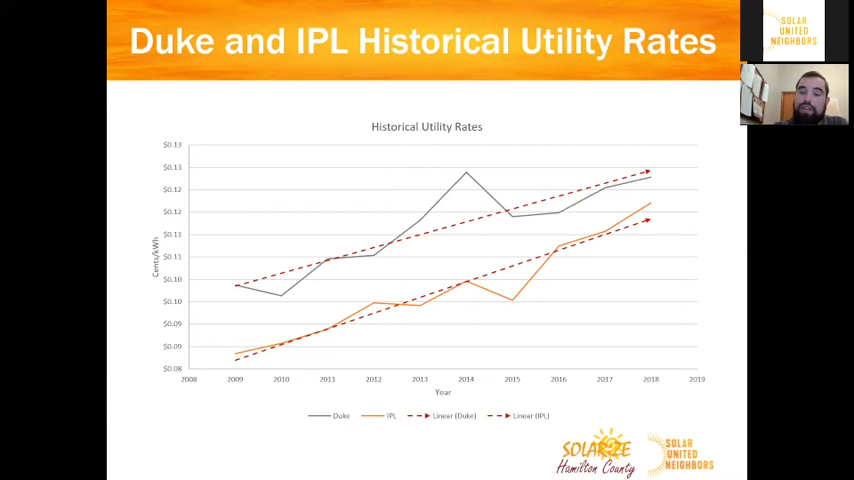 Duke and IPL Historical Utility Rates
SOLAR
UNITED
NEIGHBORS
Historical Utility Rates
$0.13
$0.13
$0.12
$0.12
$0.11
$0.11
$0.10
$0.10
$0.09
$0.09
$0.08
Cents/kWh
2008 2009 2010 2011 2012 2013 2014 2015 2016 2017 2018 2019
Year
Duke IPL Linear (Duke) Linear (IPL)
SOLARIZE
Hamilton County
SOLAR
UNITED
NEIGHBORS